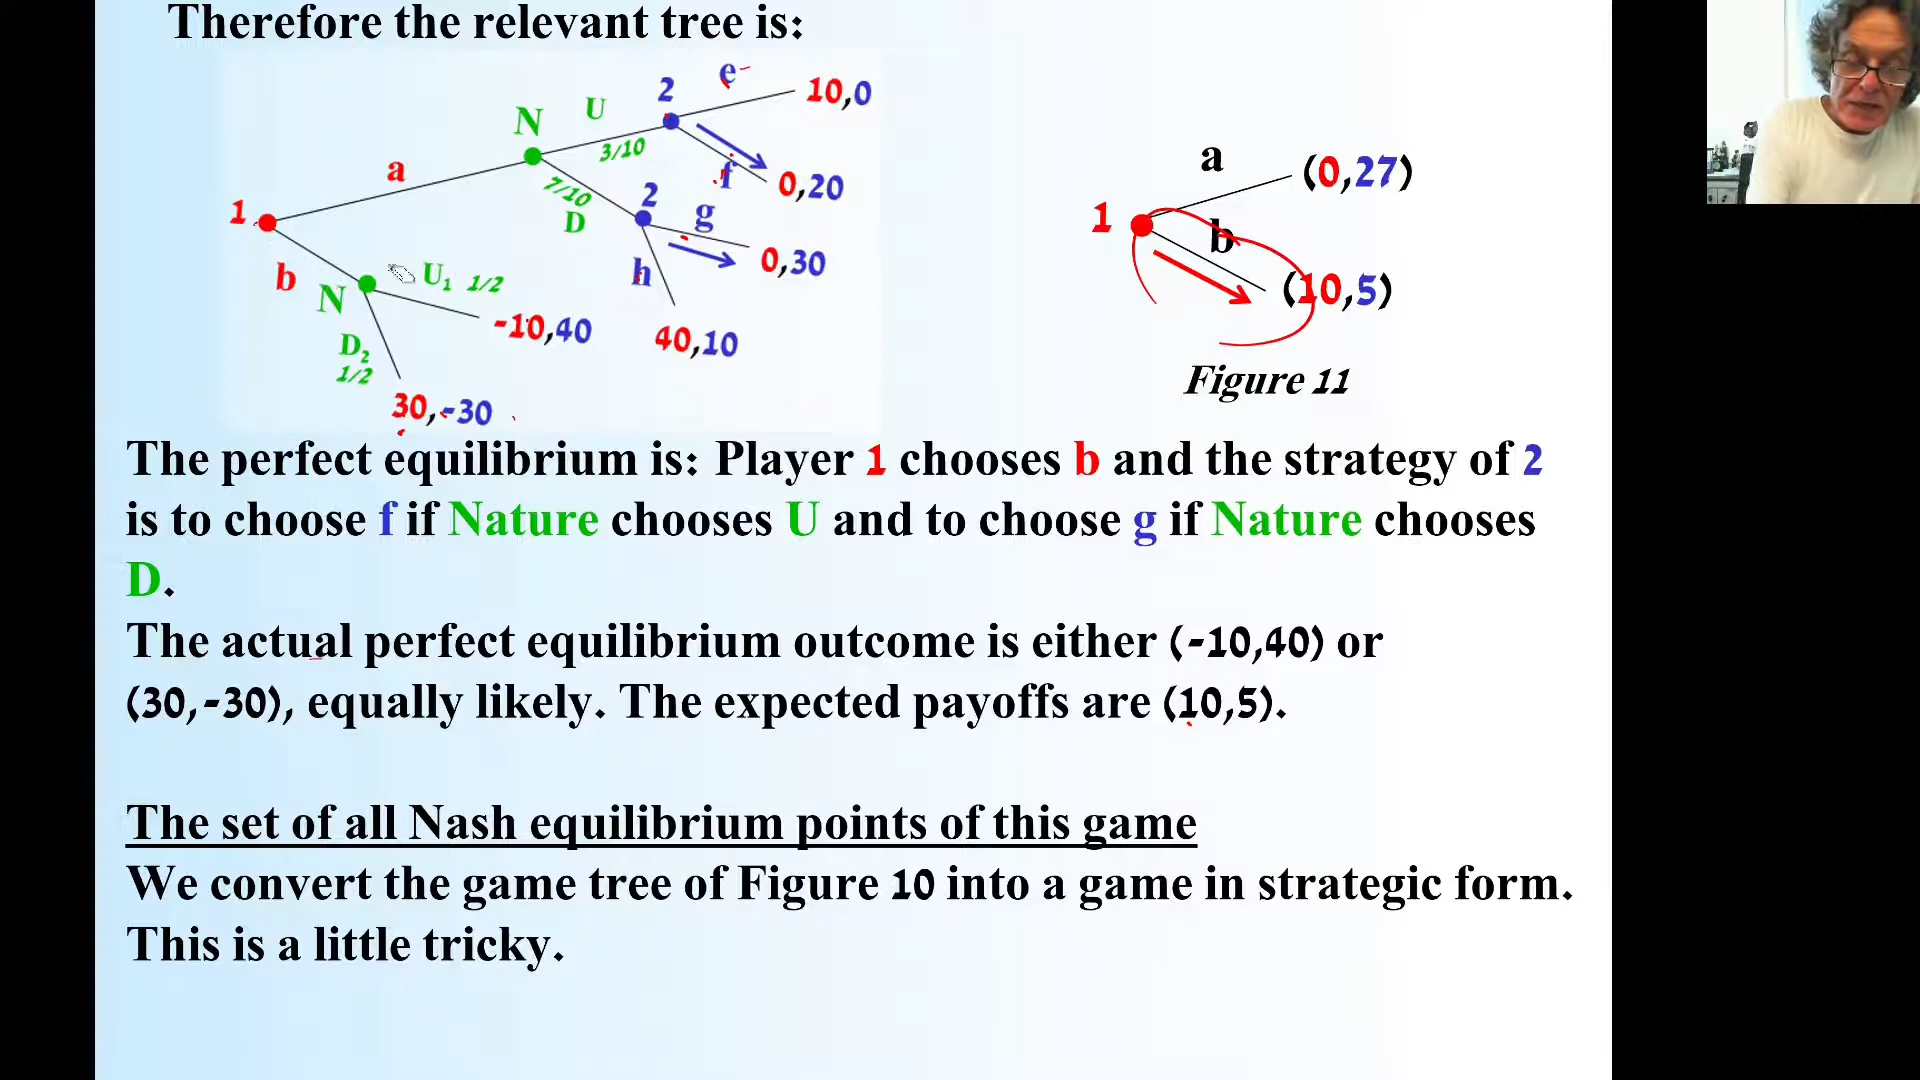 Therefore the relevant tree is:
e
2
10,0
U
N
3/10
a
f
0,20
7/10
2
D
g
1
0,30
h
b
U1 1/2
N
-10,40
40,10
D2
1/2
30,-30
a
(0,27)
1
b
(10,5)
Figure 11
The perfect equilibrium is: Player 1 chooses b and the strategy of 2
is to choose f if Nature chooses U and to choose g if Nature chooses
D.
The actual perfect equilibrium outcome is either (-10,40) or
(30,-30), equally likely. The expected payoffs are (10,5).
The set of all Nash equilibrium points of this game
We convert the game tree of Figure 10 into a game in strategic form.
This is a little tricky.